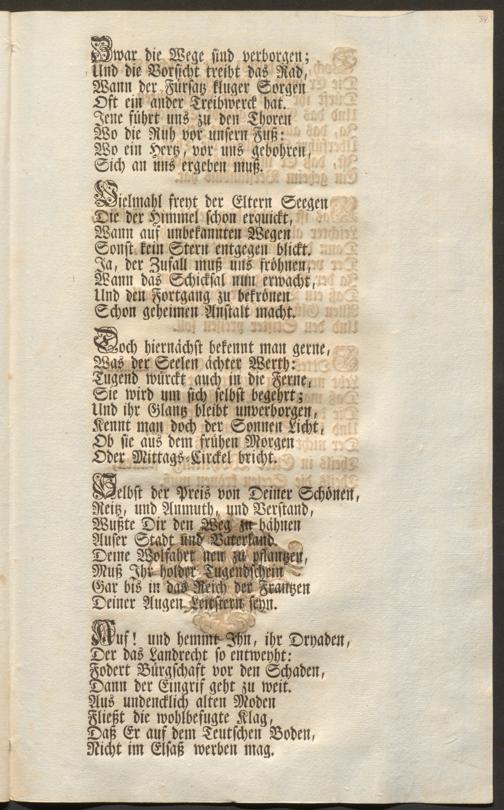 Zwar die Wege sind verborgen;
Und die Vorsicht treibt das Rad,
Wann der Fürsatz kluger Sorgen
Oft ein ander Treibwerck hat.
Jene führt uns zu den Thoren
Wo die Ruh vor unsern Fuß:
Wo ein Hertz, vor uns gebohren,
Sich an uns ergeben muß.
Vielmahl freyt der Eltern Seegen
Die der Himmel schon erquickt,
Wann auf unbekannten Wegen
Sonst kein Stern entgegen blickt.
Ja, der Zufall muß uns fröhnen,
Wann das Schicksal nun erwacht,
Und den Fortgang zu bekrönen
Schon geheimen Anstalt macht.
Doch hiernächst bekennt man gerne,
Was der Seelen ächter Werth:
Tugend würckt auch in die Ferne,
Sie wird um sich selbst begehrt;
Und ihr Glantz bleibt unverborgen,
Kennt man doch der Sonnen Licht,
Ob sie aus dem frühen Morgen
Oder Mittags-Circkel bricht.
Selbst der Preis von Deiner Schönen,
Reitz, und Anmuth, und Verstand,
Wußte Dir den Weg zu bähnen
Auser Stadt und Vaterland.
Deine Wolfahrt neu zu pflantzen,
Muß Ihr holder Tugendschein
Gar bis in das Reich der Frantzen
Deiner Augen Leitstern seyn.
Auf! und hemmt Ihn, ihr Dryaden,
Der das Landrecht so entweyht:
Fodert Bürgschaft vor den Schaden,
Dann der Eingrif geht zu weit.
Aus undencklich alten Moden
Fließt die wohlbefugte Klag,
Daß Er auf dem Teutschen Boden,
Nicht im Elsaß werben mag.